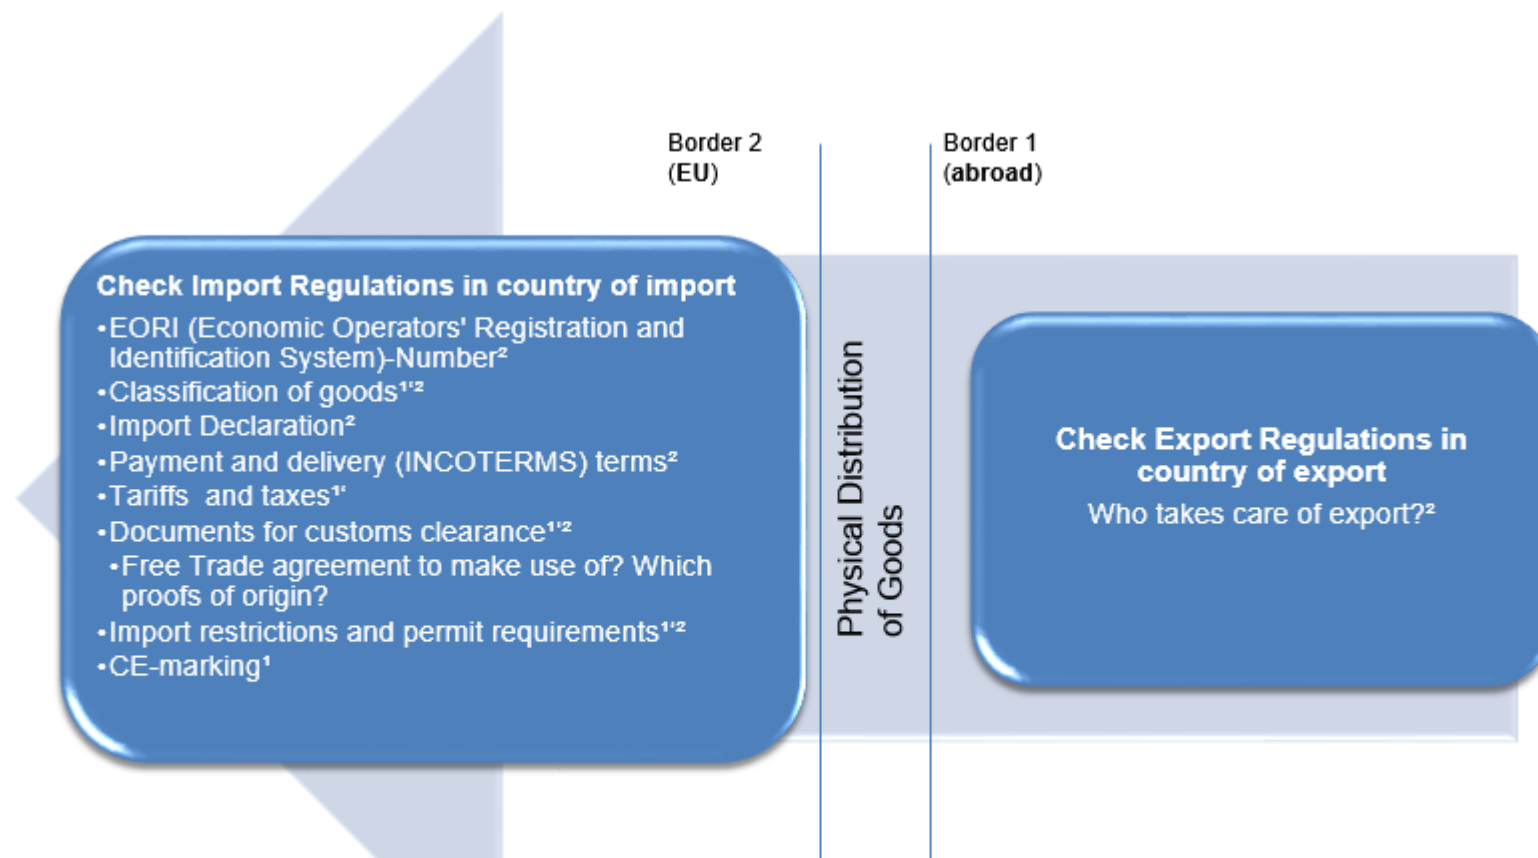 Border 2
(EU)
Border 1
(abroad)
Check Import Regulations in country of import
•EORI (Economic Operators' Registration and
Identification System)-Number²
•Classification of goods¹'²
•Import Declaration²
•Payment and delivery (INCOTERMS) terms²
•Tariffs and taxes¹'
•Documents for customs clearance¹'²
•Free Trade agreement to make use of? Which
proofs of origin?
•Import restrictions and permit requirements¹'²
•CE-marking¹
Physical Distribution
of Goods
Check Export Regulations in
country of export
Who takes care of export?²